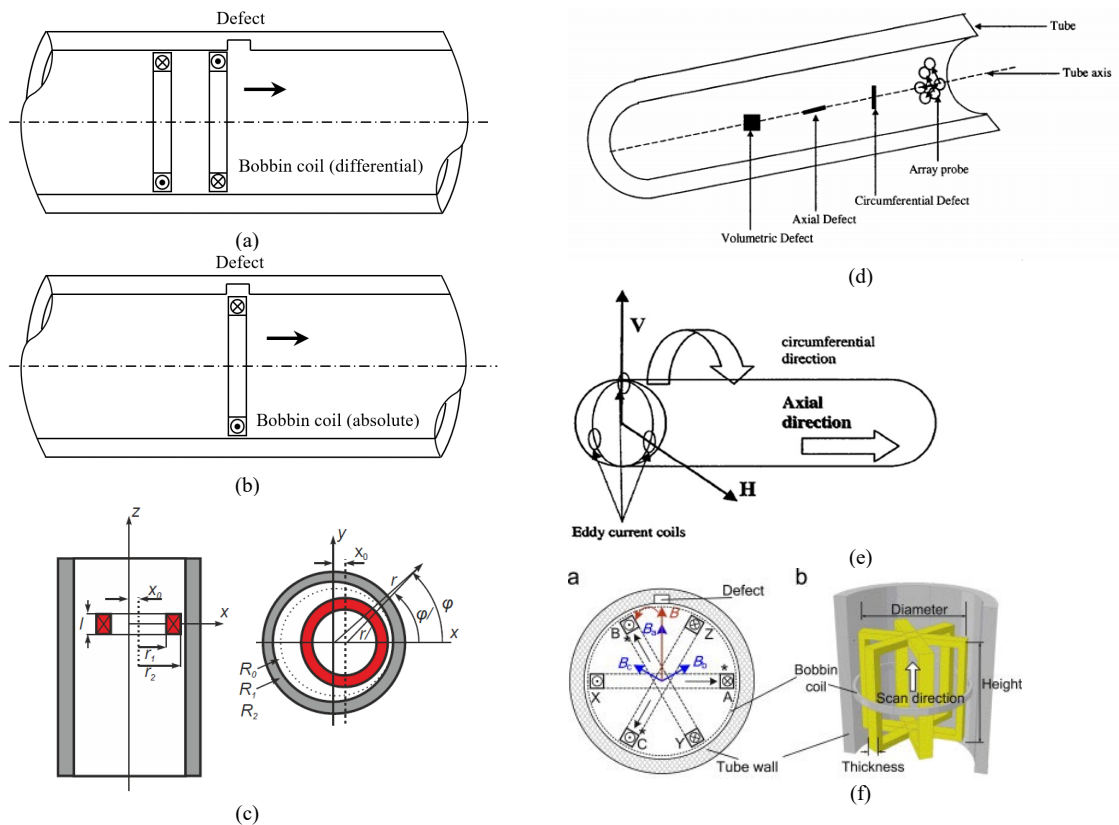 Defect
Bobbin coil (differential)
(a)
Defect
Bobbin coil (absolute)
(b)
z
x₀
x
l
r₁
r₂
y
x₀
r
φ
φ/
x
r/
R₀
R₁
R₂
(c)
Tube
Tube axis
Array probe
Circumferential Defect
Axial Defect
Volumetric Defect
(d)
V
circumferential
direction
Axial
direction
H
Eddy current coils
(e)
a
Defect
B
B
Z
Bₐ
B_c
B_b
*
*
*
X
A
C
Y
Tube wall
b
Diameter
Bobbin
coil
Scan direction
Height
Thickness
(f)